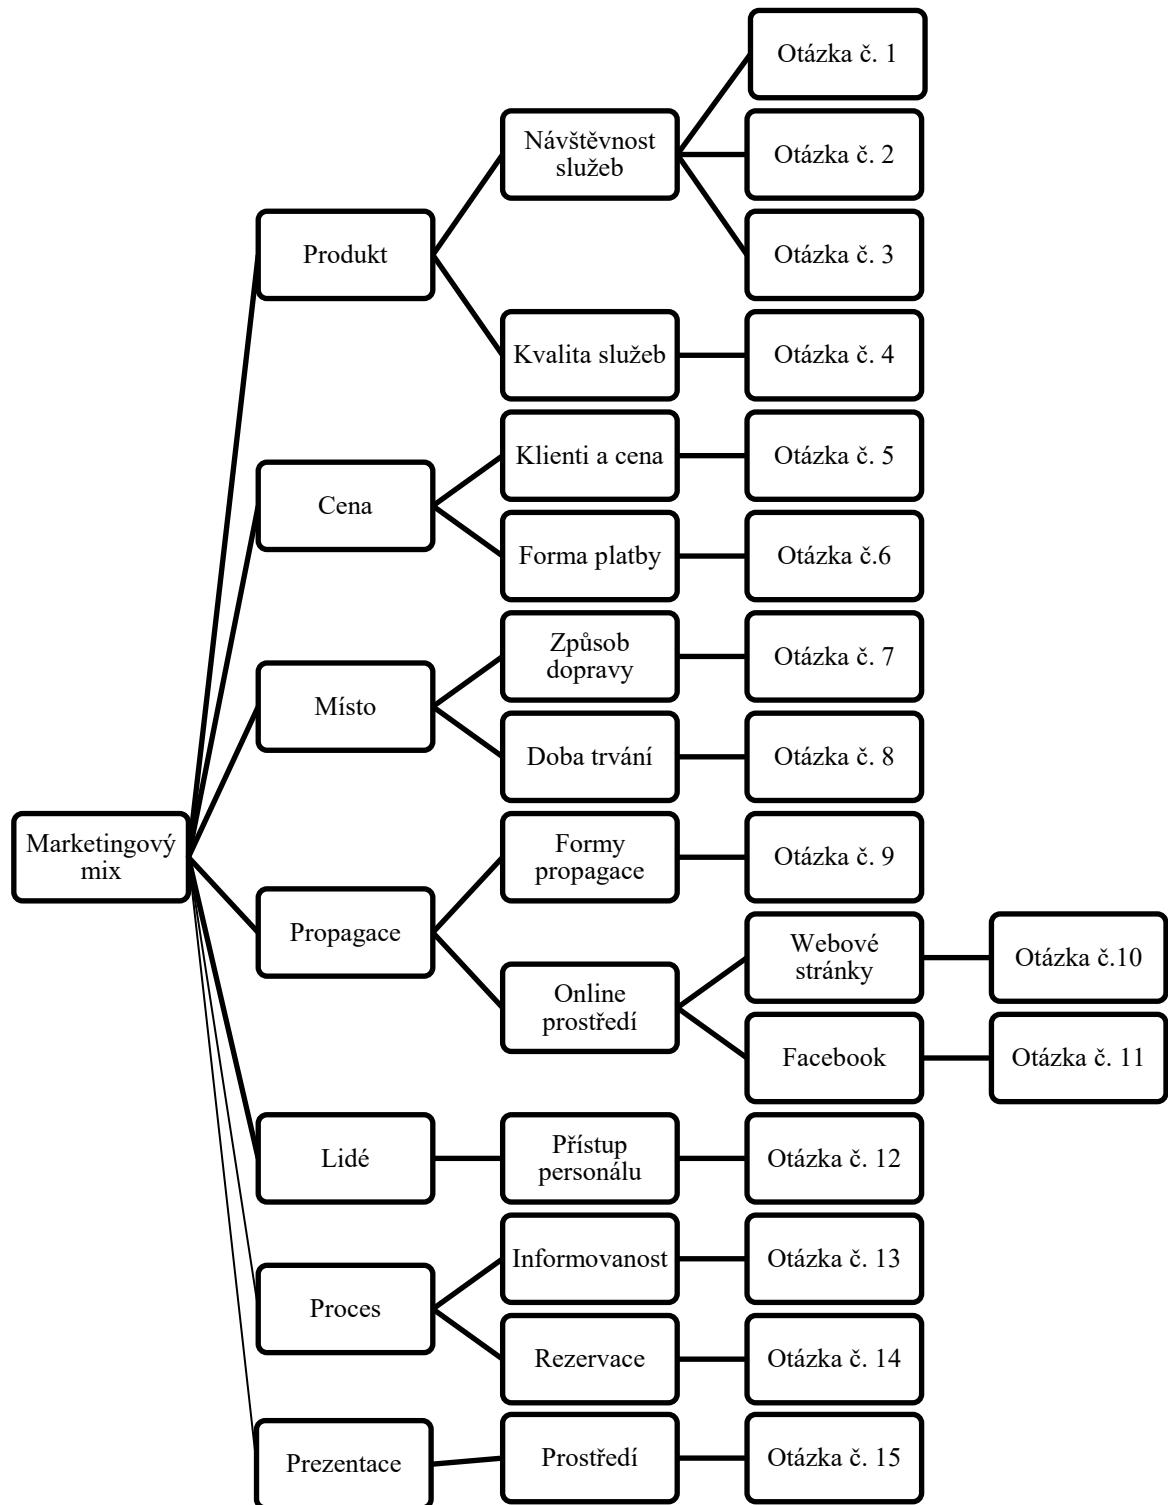 Otázka č. 1
Návštěvnost
služeb
Otázka č. 2
Produkt
Otázka č. 3
Kvalita služeb
Otázka č. 4
Klienti a cena
Otázka č. 5
Cena
Forma platby
Otázka č.6
Způsob
dopravy
Otázka č. 7
Místo
Doba trvání
Otázka č. 8
Marketingový
mix
Formy
propagace
Otázka č. 9
Propagace
Webové
stránky
Otázka č.10
Online
prostředí
Facebook
Otázka č. 11
Lidé
Přístup
personálu
Otázka č. 12
Informovanost
Otázka č. 13
Proces
Rezervace
Otázka č. 14
Prezentace
Prostředí
Otázka č. 15